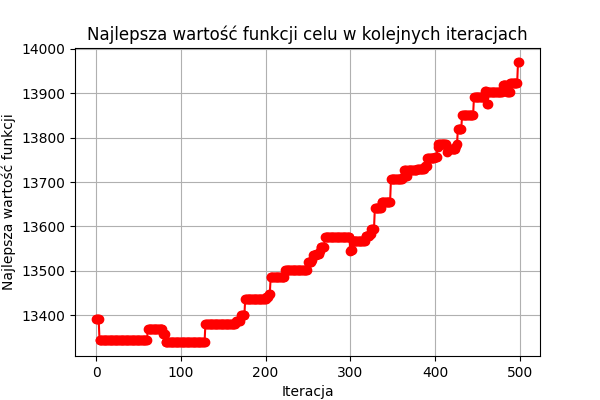 Najlepsza wartość funkcji celu w kolejnych iteracjach
Najlepsza wartość funkcji
14000
13900
13800
13700
13600
13500
13400
0 100 200 300 400 500
Iteracja